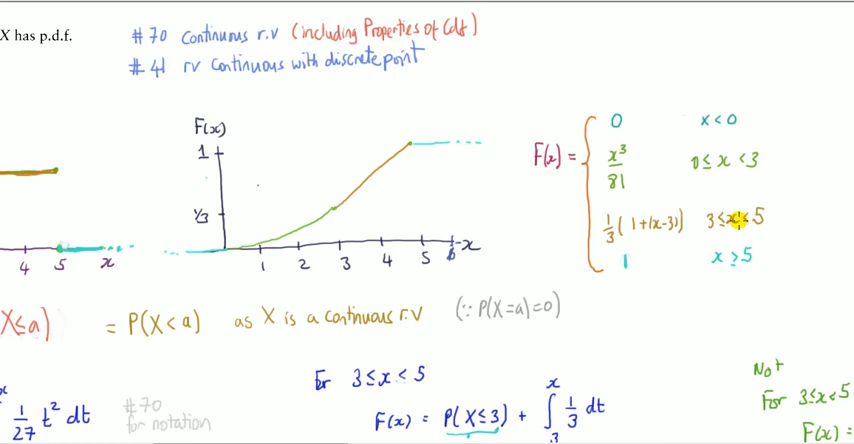 X has p.d.f.
#70 Continuous r.v (including Properties of Cdf)
#41 rv Continuous with discrete point
F(x)
1
1/3
1 2 3 4 5 6 x
4 5 x
F(x) =
0 x < 0
x³/81 0 ≤ x < 3
1/3 (1+(x-3)) 3 ≤ x < 5
1 x ≥ 5
X ≤ a) = P(X < a) as X is a continuous r.v (∵ P(X=a)=0)
For 3 ≤ x < 5
Not
For 3 ≤ x < 5
F(x) =
x
1/27 t² dt
#70
for notation
F(x) = P(X ≤ 3) + ∫₃ˣ 1/3 dt